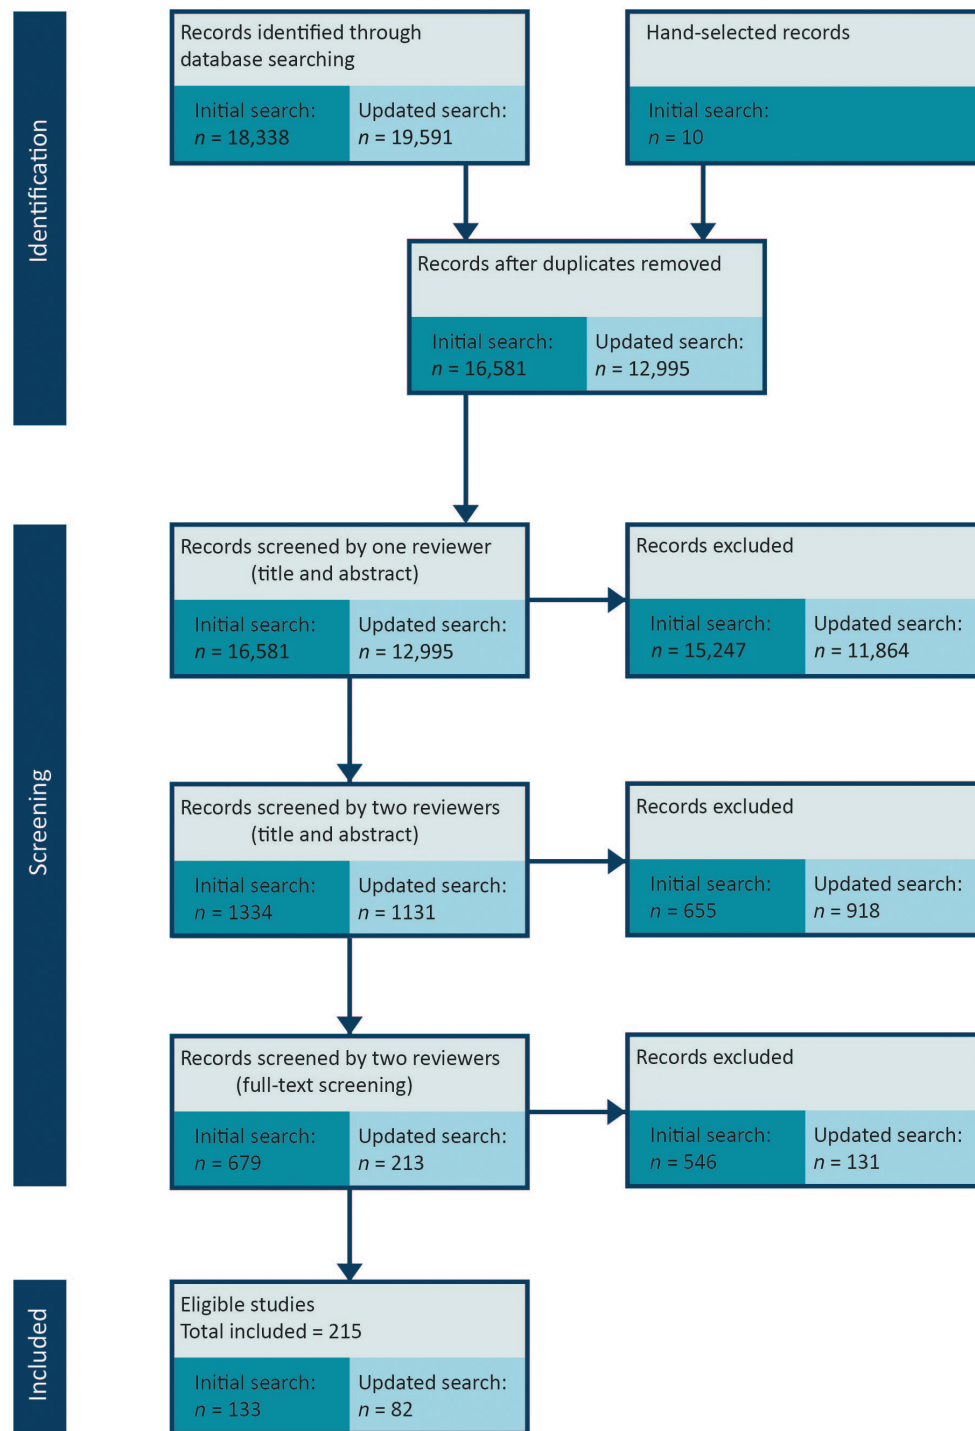 Identification
Records identified through
database searching
Initial search:
n = 18,338
Updated search:
n = 19,591
Hand-selected records
Initial search:
n = 10
Records after duplicates removed
Initial search:
n = 16,581
Updated search:
n = 12,995
Screening
Records screened by one reviewer
(title and abstract)
Initial search:
n = 16,581
Updated search:
n = 12,995
Records excluded
Initial search:
n = 15,247
Updated search:
n = 11,864
Records screened by two reviewers
(title and abstract)
Initial search:
n = 1334
Updated search:
n = 1131
Records excluded
Initial search:
n = 655
Updated search:
n = 918
Records screened by two reviewers
(full-text screening)
Initial search:
n = 679
Updated search:
n = 213
Records excluded
Initial search:
n = 546
Updated search:
n = 131
Included
Eligible studies
Total included = 215
Initial search:
n = 133
Updated search:
n = 82